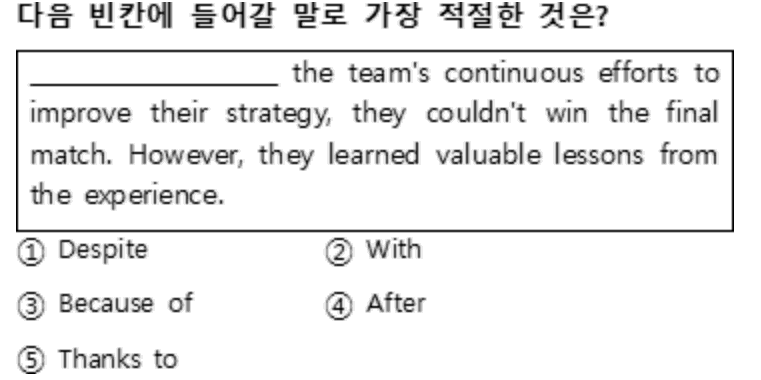 다음 빈칸에 들어갈 말로 가장 적절한 것은?
____________________ the team's continuous efforts to
improve their strategy, they couldn't win the final
match. However, they learned valuable lessons from
the experience.
① Despite ② With
③ Because of ④ After
⑤ Thanks to